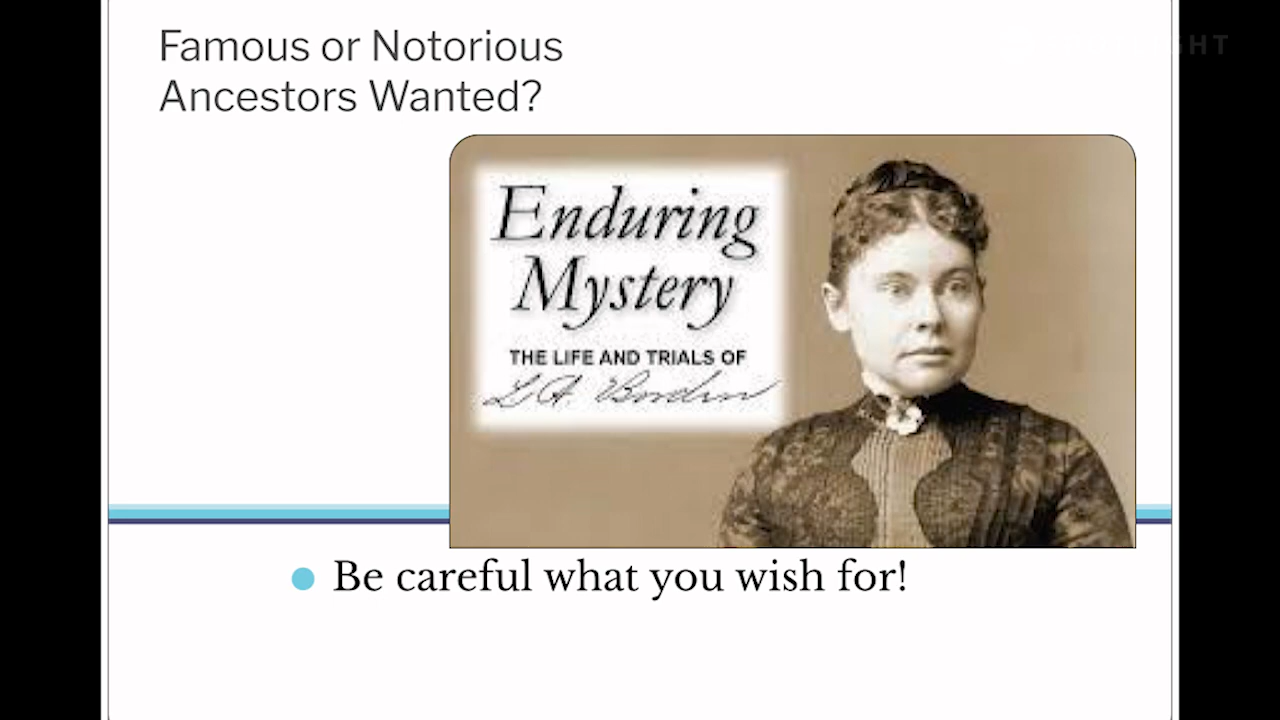 Famous or Notorious
Ancestors Wanted?
Enduring
Mystery
THE LIFE AND TRIALS OF
L. A. Borden
Be careful what you wish for!